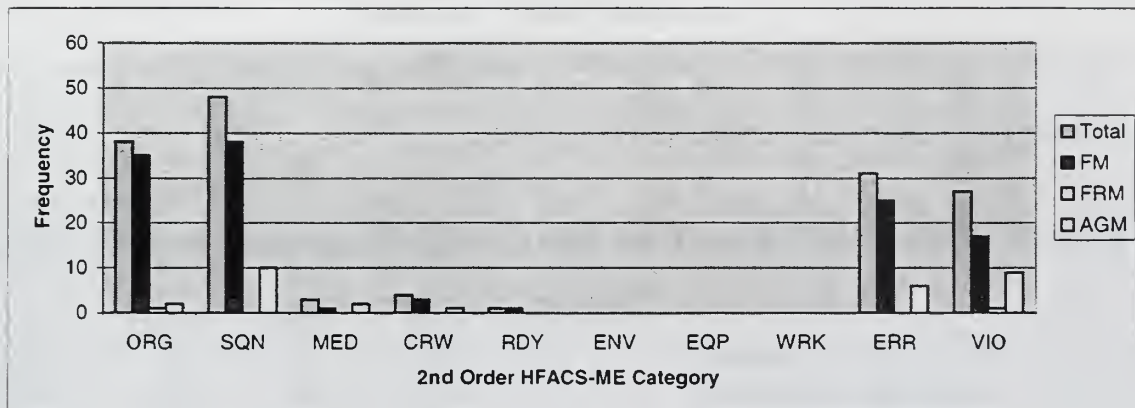 60
50
40
30
20
10
0
Frequency
ORG SQN MED CRW RDY ENV EQP WRK ERR VIO
2nd Order HFACS-ME Category
Total
FM
FRM
AGM